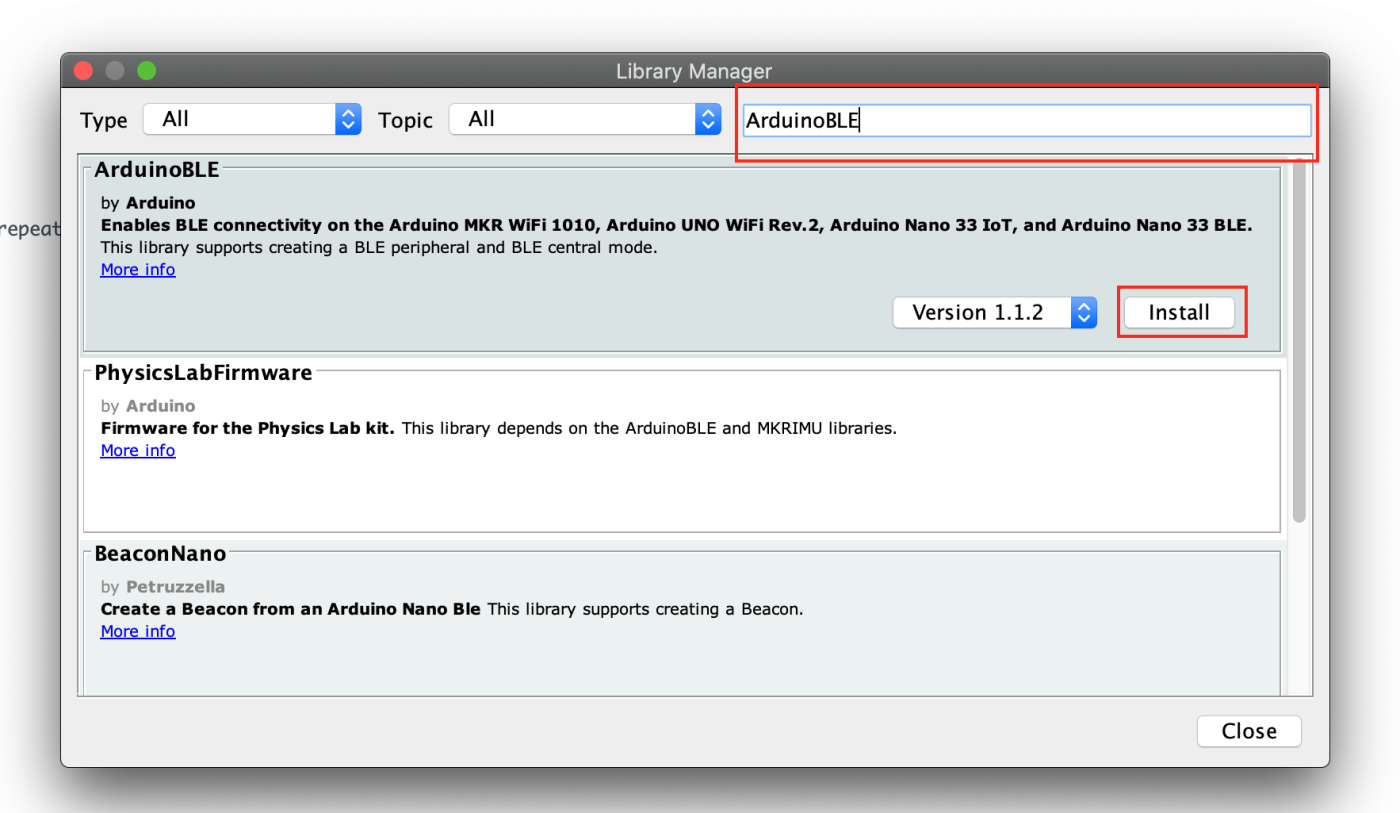 Library Manager
Type All Topic All ArduinoBLE
ArduinoBLE
by Arduino
Enables BLE connectivity on the Arduino MKR WiFi 1010, Arduino UNO WiFi Rev.2, Arduino Nano 33 IoT, and Arduino Nano 33 BLE.
This library supports creating a BLE peripheral and BLE central mode.
repeat
More info
Version 1.1.2 Install
PhysicsLabFirmware
by Arduino
Firmware for the Physics Lab kit. This library depends on the ArduinoBLE and MKRIMU libraries.
More info
BeaconNano
by Petruzzella
Create a Beacon from an Arduino Nano Ble This library supports creating a Beacon.
More info
Close